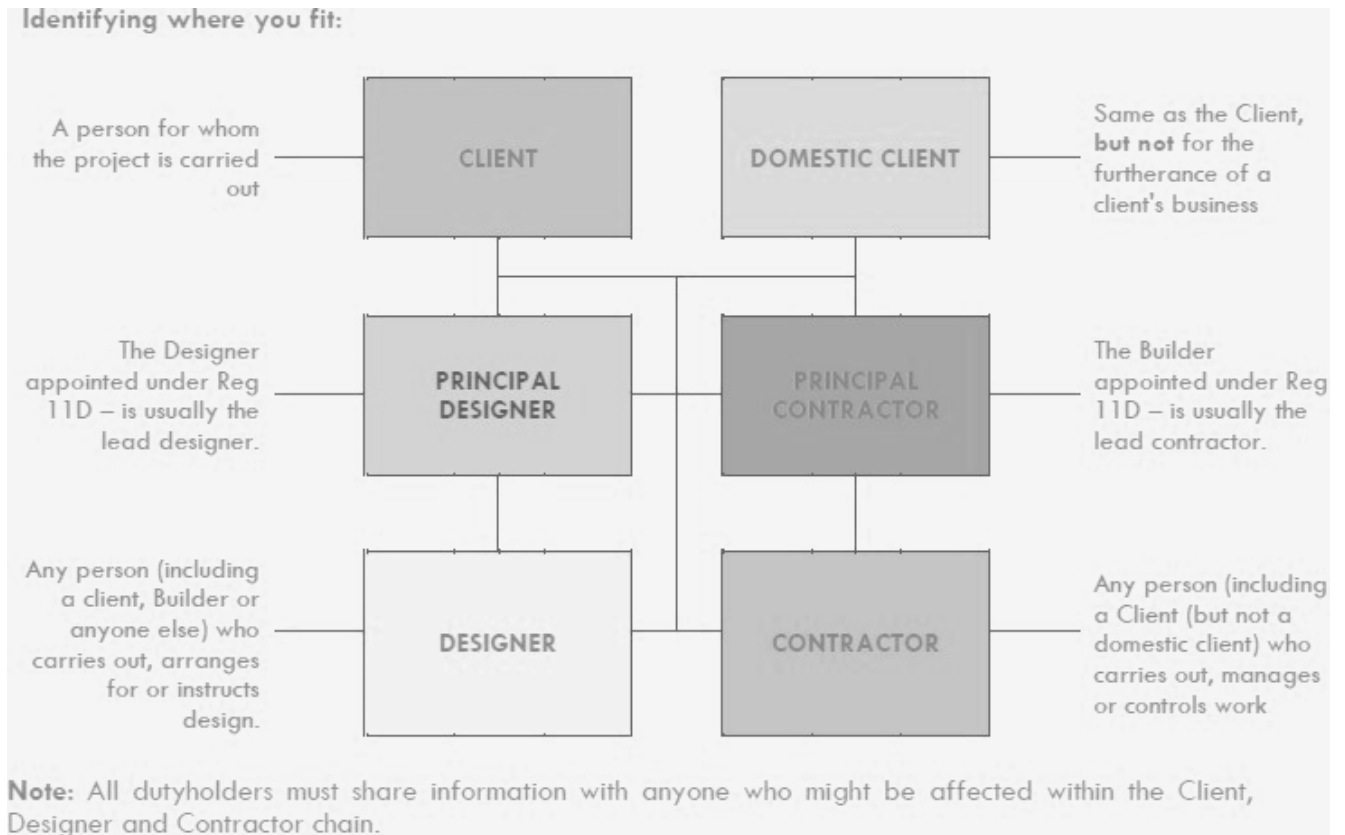 Identifying where you fit:
A person for whom
the project is carried
out
CLIENT
DOMESTIC CLIENT
Same as the Client,
but not for the
furtherance of a
client's business
The Designer
appointed under Reg
11D – is usually the
lead designer.
PRINCIPAL
DESIGNER
PRINCIPAL
CONTRACTOR
The Builder
appointed under Reg
11D – is usually the
lead contractor.
Any person (including
a client, Builder or
anyone else) who
carries out, arranges
for or instructs
design.
DESIGNER
CONTRACTOR
Any person (including
a Client (but not a
domestic client) who
carries out, manages
or controls work
Note: All dutyholders must share information with anyone who might be affected within the Client,
Designer and Contractor chain.